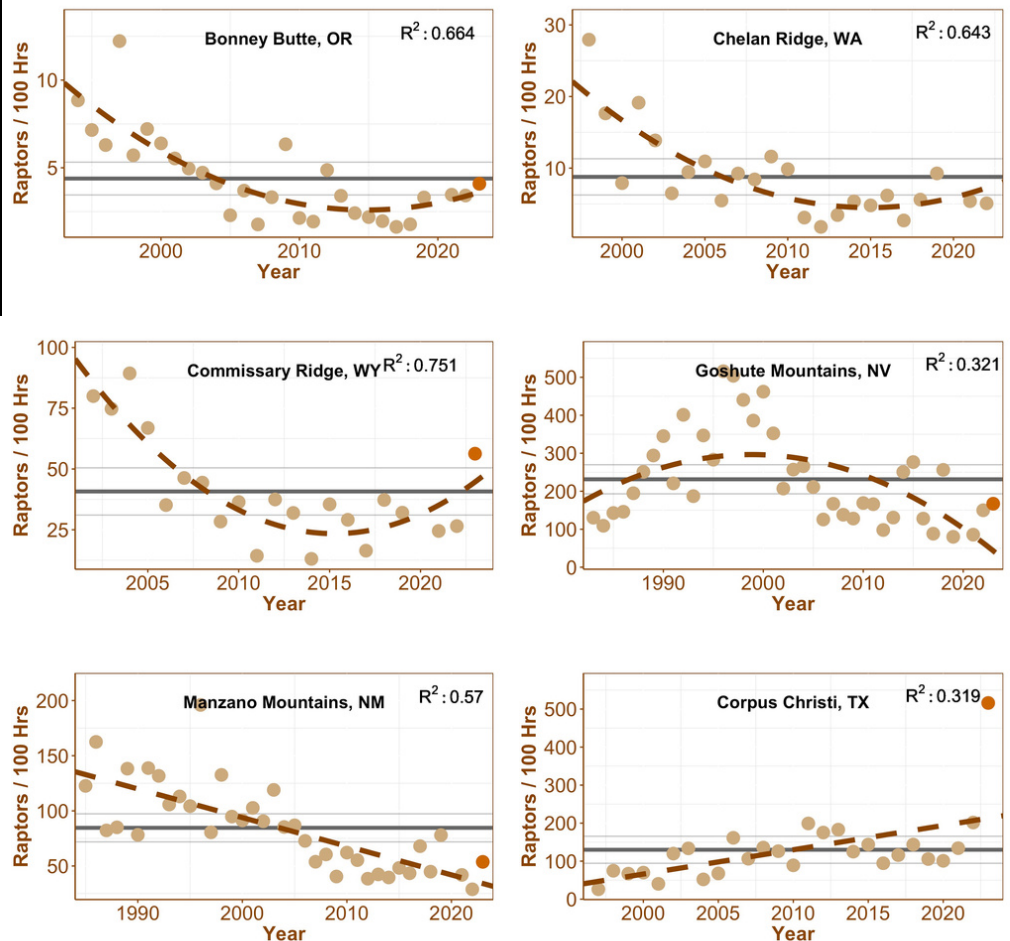 Bonney Butte, OR
R²: 0.664
Raptors / 100 Hrs
10
5
2000
2010
2020
Year
Chelan Ridge, WA
R²: 0.643
Raptors / 100 Hrs
30
20
10
2000
2005
2010
2015
2020
Year
Commissary Ridge, WY
R²: 0.751
Raptors / 100 Hrs
100
75
50
25
2005
2010
2015
2020
Year
Goshute Mountains, NV
R²: 0.321
Raptors / 100 Hrs
500
400
300
200
100
0
1990
2000
2010
2020
Year
Manzano Mountains, NM
R²: 0.57
Raptors / 100 Hrs
200
150
100
50
1990
2000
2010
2020
Year
Corpus Christi, TX
R²: 0.319
Raptors / 100 Hrs
500
400
300
200
100
0
2000
2005
2010
2015
2020
Year